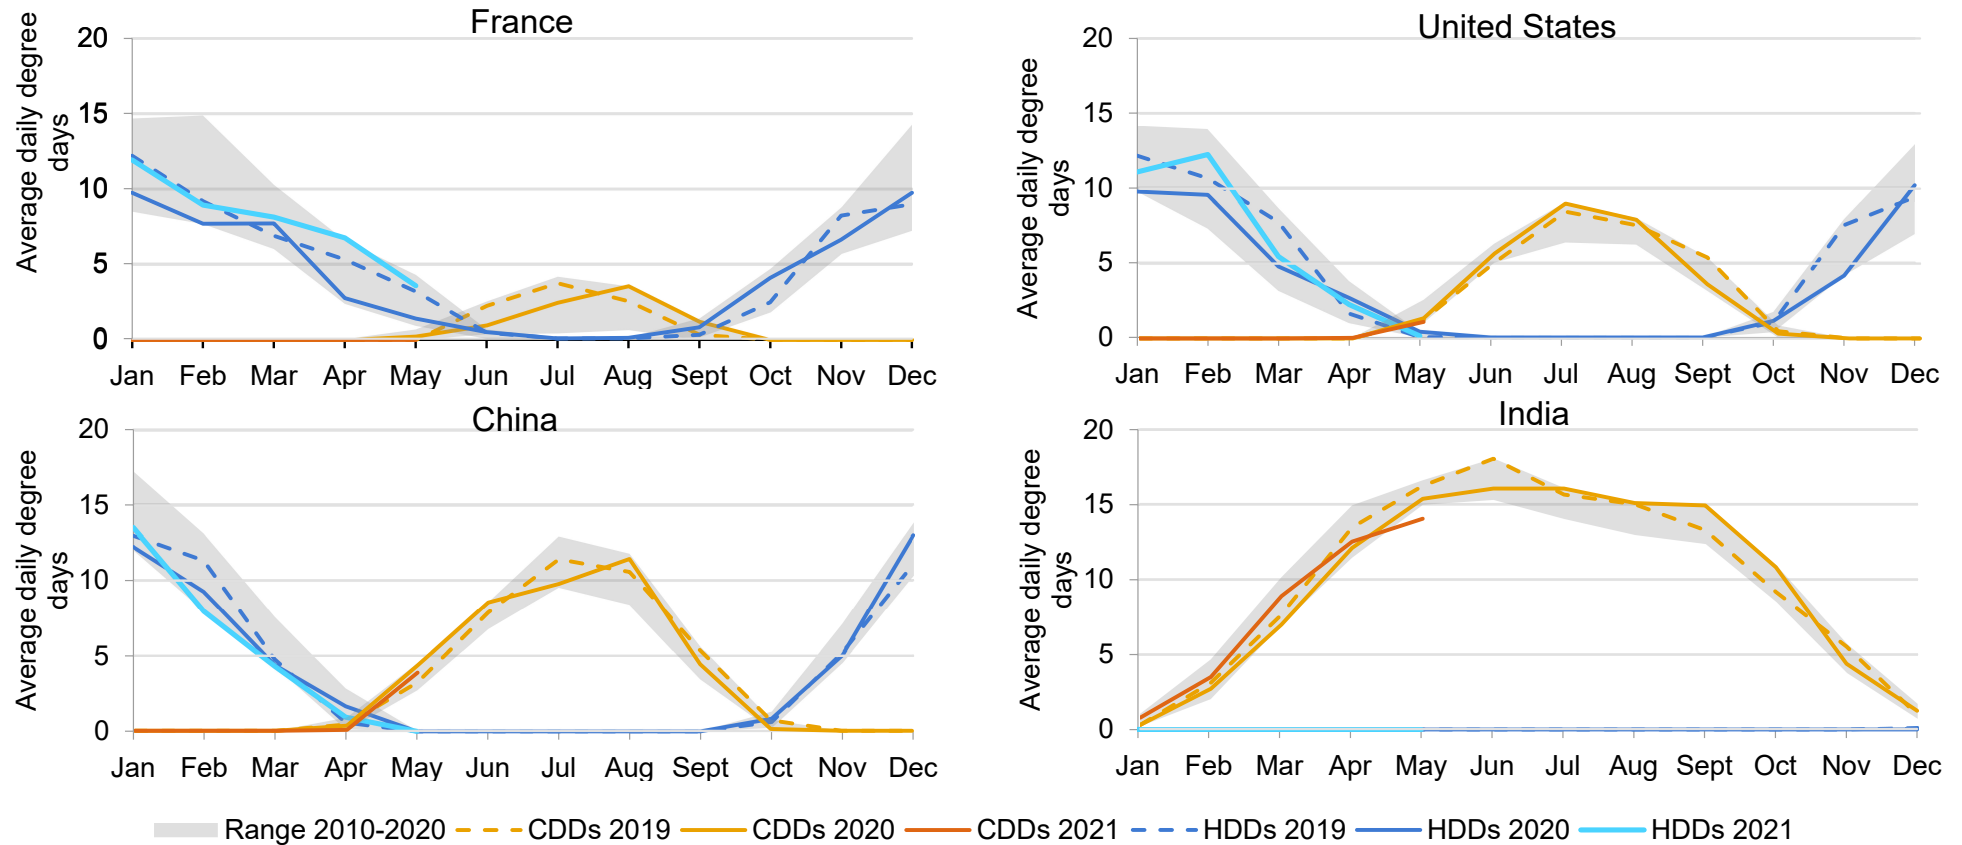 France
Average daily degree
days
20
15
10
5
0
Jan Feb Mar Apr May Jun Jul Aug Sept Oct Nov Dec
United States
Average daily degree
days
20
15
10
5
0
Jan Feb Mar Apr May Jun Jul Aug Sept Oct Nov Dec
China
Average daily degree
days
20
15
10
5
0
Jan Feb Mar Apr May Jun Jul Aug Sept Oct Nov Dec
India
Average daily degree
days
20
15
10
5
0
Jan Feb Mar Apr May Jun Jul Aug Sept Oct Nov Dec
Range 2010-2020 CDDs 2019 CDDs 2020 CDDs 2021 HDDs 2019 HDDs 2020 HDDs 2021